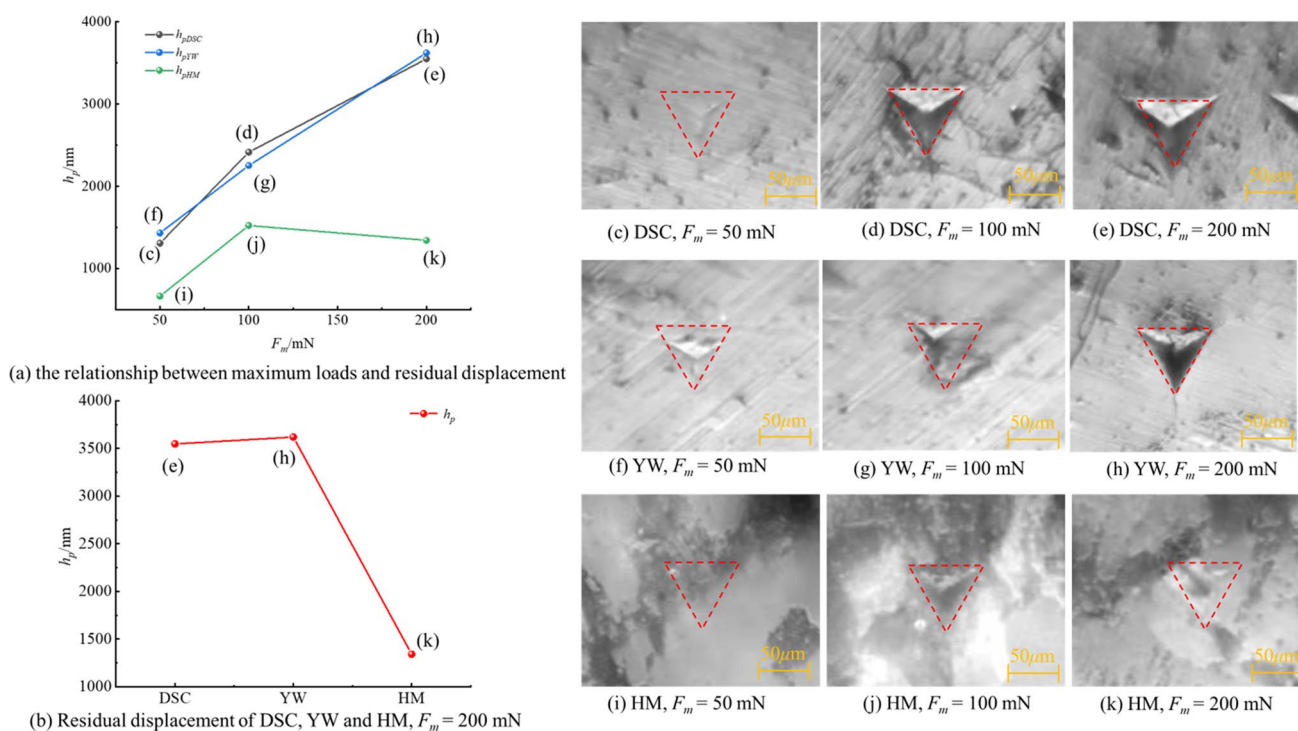 4000
3000
2000
1000
h_p/nm
h_pDSC
h_pYW
h_pHM
(h)
(e)
(d)
(g)
(f)
(c)
(j)
(k)
(i)
50
100
150
200
F_m/mN
(a) the relationship between maximum loads and residual displacement
4000
3500
3000
2500
2000
1500
1000
h_p/nm
h_p
(e)
(h)
(k)
DSC
YW
HM
(b) Residual displacement of DSC, YW and HM, F_m = 200 mN
50μm
50μm
50μm
(c) DSC, F_m = 50 mN
(d) DSC, F_m = 100 mN
(e) DSC, F_m = 200 mN
50μm
50μm
50μm
(f) YW, F_m = 50 mN
(g) YW, F_m = 100 mN
(h) YW, F_m = 200 mN
50μm
50μm
50μm
(i) HM, F_m = 50 mN
(j) HM, F_m = 100 mN
(k) HM, F_m = 200 mN